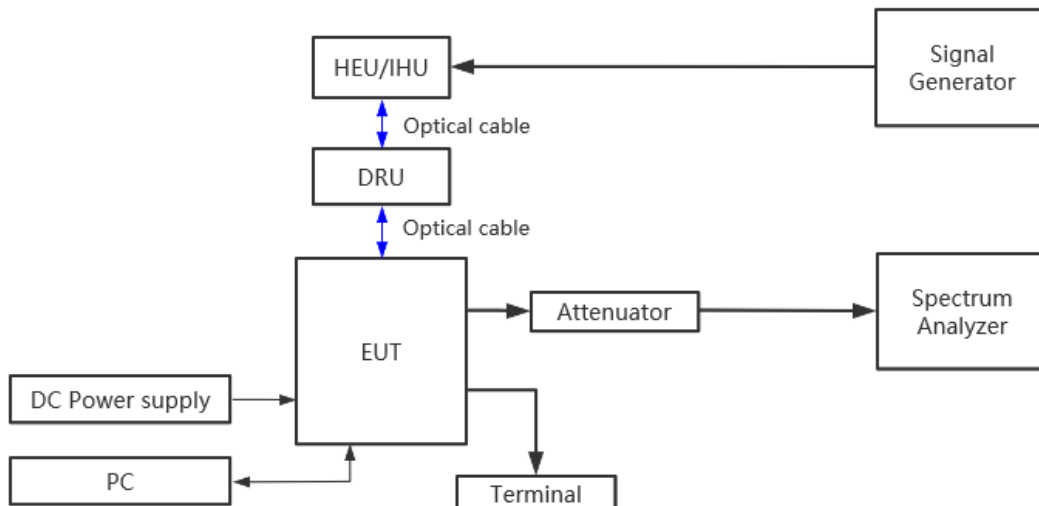 HEU/IHU
Signal
Generator
Optical cable
DRU
Optical cable
EUT
Attenuator
Spectrum
Analyzer
DC Power supply
PC
Terminal